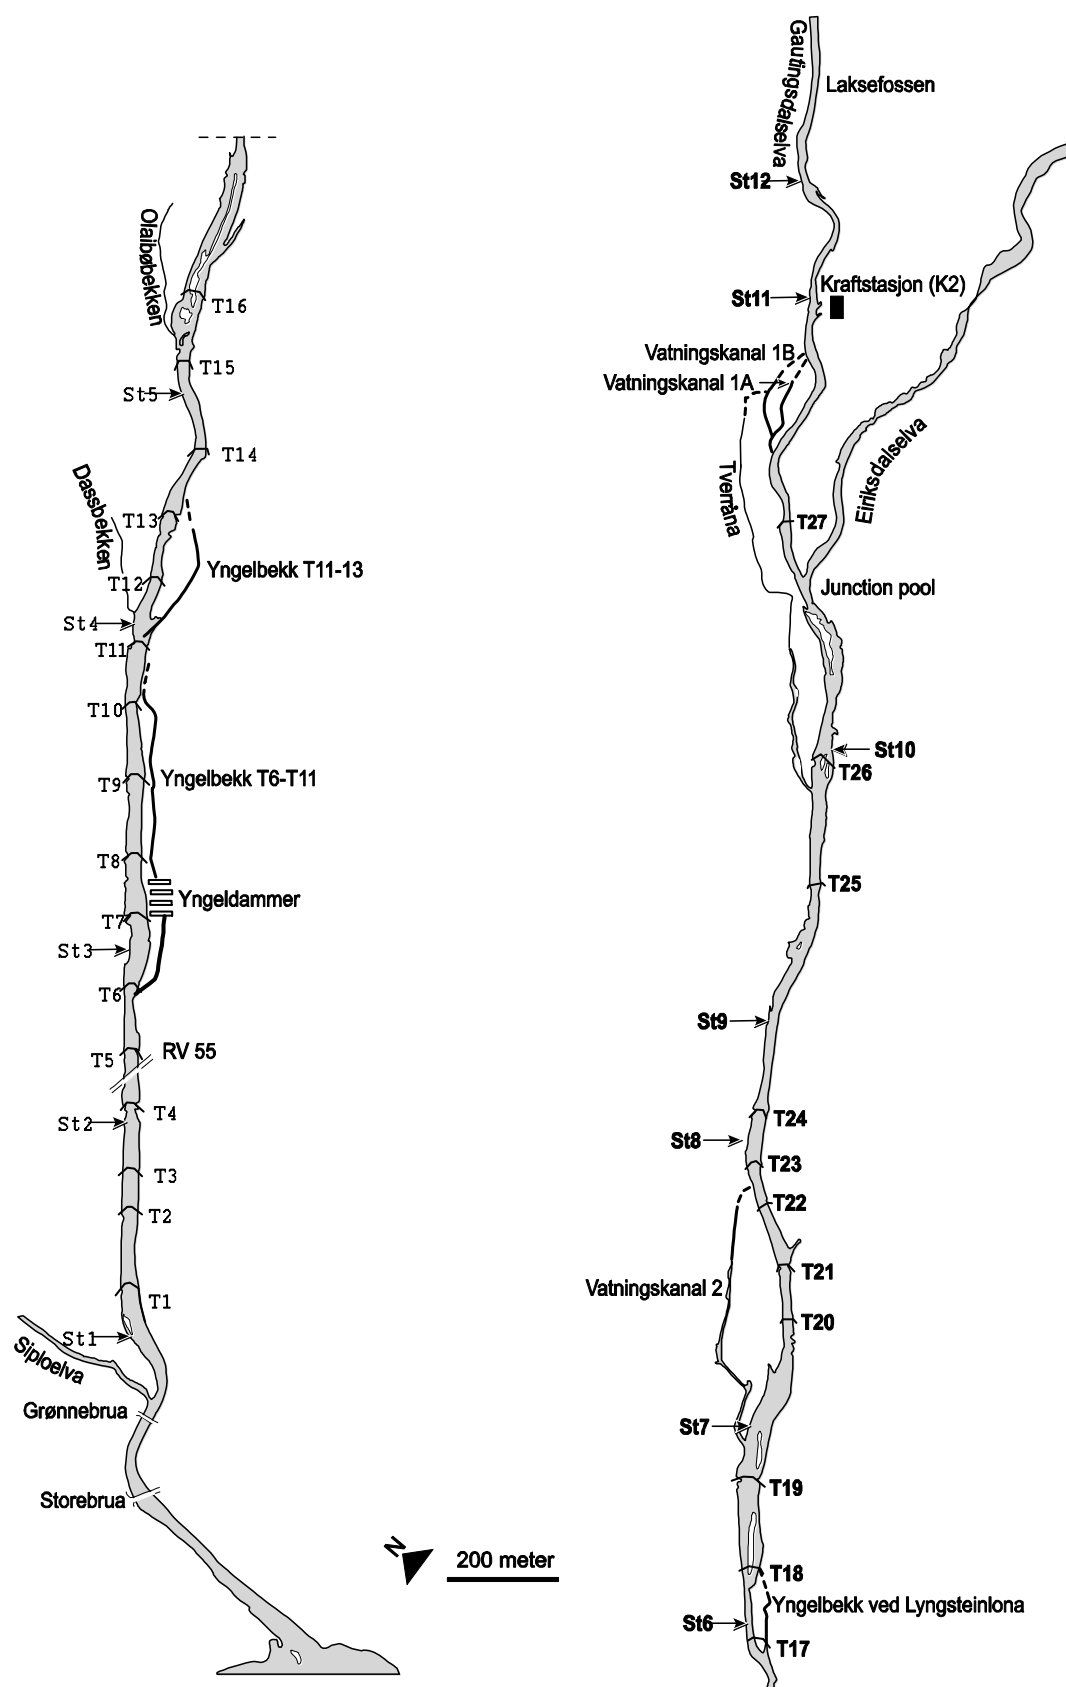 Olaibøbekken
T16
T15
St5
T14
Dassbekken
T13
Yngelbekk T11-13
T12
St4
T11
T10
Yngelbekk T6-T11
T9
T8
Yngeldammer
T7
St3
T6
RV 55
T5
T4
St2
T3
T2
T1
St1
Siploelva
Grønnebrua
Storebrua
N
200 meter
Gautingsdalselva
Laksefossen
St12
Kraftstasjon (K2)
St11
Vatningskanal 1B
Vatningskanal 1A
Eiriksdalselva
Tverråna
T27
Junction pool
St10
T26
T25
St9
T24
St8
T23
T22
T21
Vatningskanal 2
T20
St7
T19
T18
Yngelbekk ved Lyngsteinlona
St6
T17